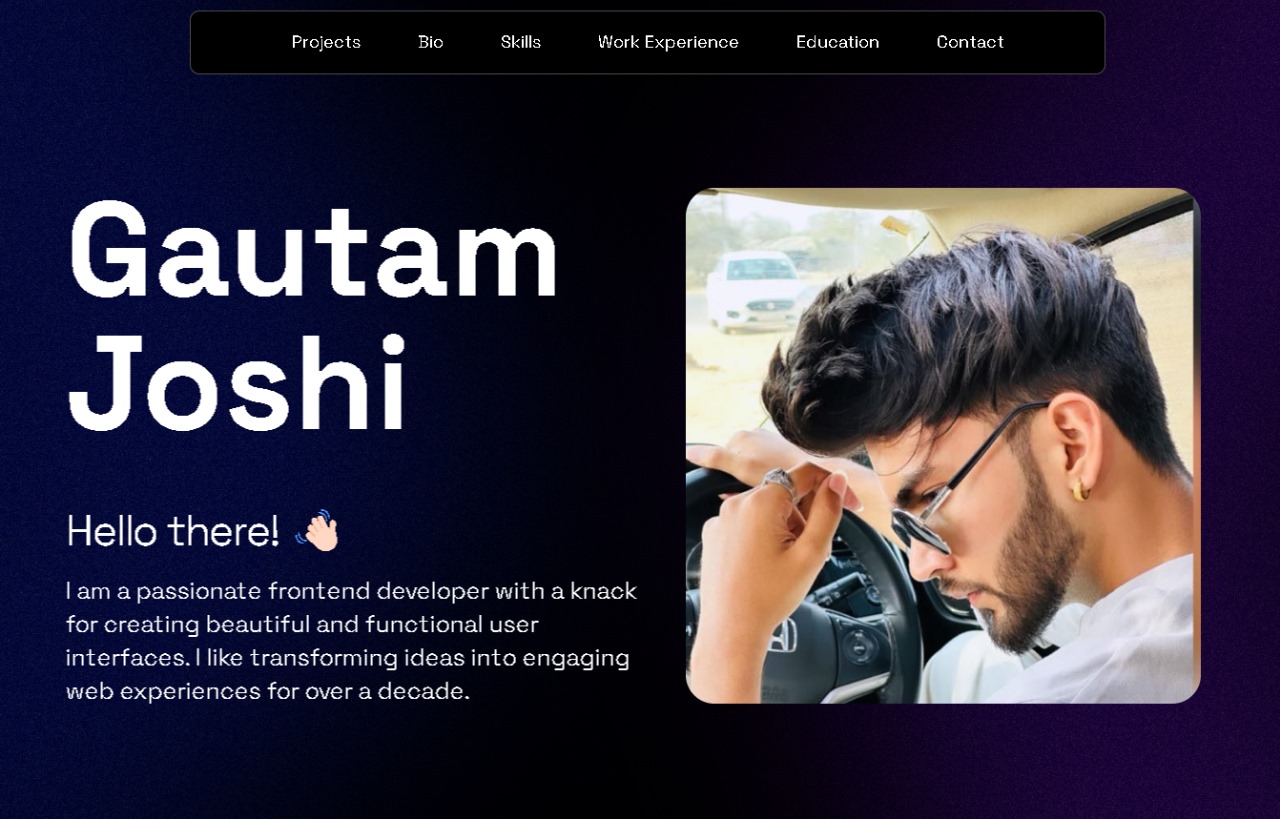 Projects Bio Skills Work Experience Education Contact
Gautam
Joshi
Hello there! 👋🏻
I am a passionate frontend developer with a knack
for creating beautiful and functional user
interfaces. I like transforming ideas into engaging
web experiences for over a decade.